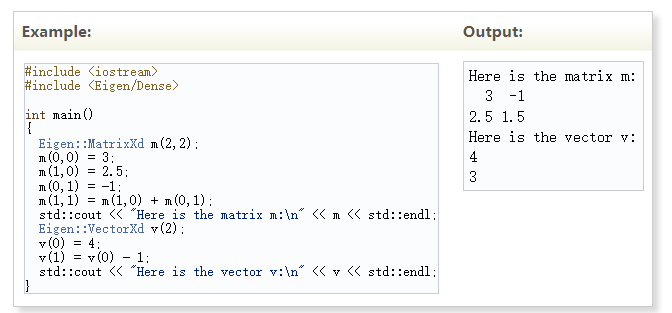 Example:
#include <iostream>
#include <Eigen/Dense>
int main()
{
Eigen::MatrixXd m(2,2);
m(0,0) = 3;
m(1,0) = 2.5;
m(0,1) = -1;
m(1,1) = m(1,0) + m(0,1);
std::cout << "Here is the matrix m:\n" << m << std::endl;
Eigen::VectorXd v(2);
v(0) = 4;
v(1) = v(0) - 1;
std::cout << "Here is the vector v:\n" << v << std::endl;
}
Output:
Here is the matrix m:
3 -1
2.5 1.5
Here is the vector v:
4
3